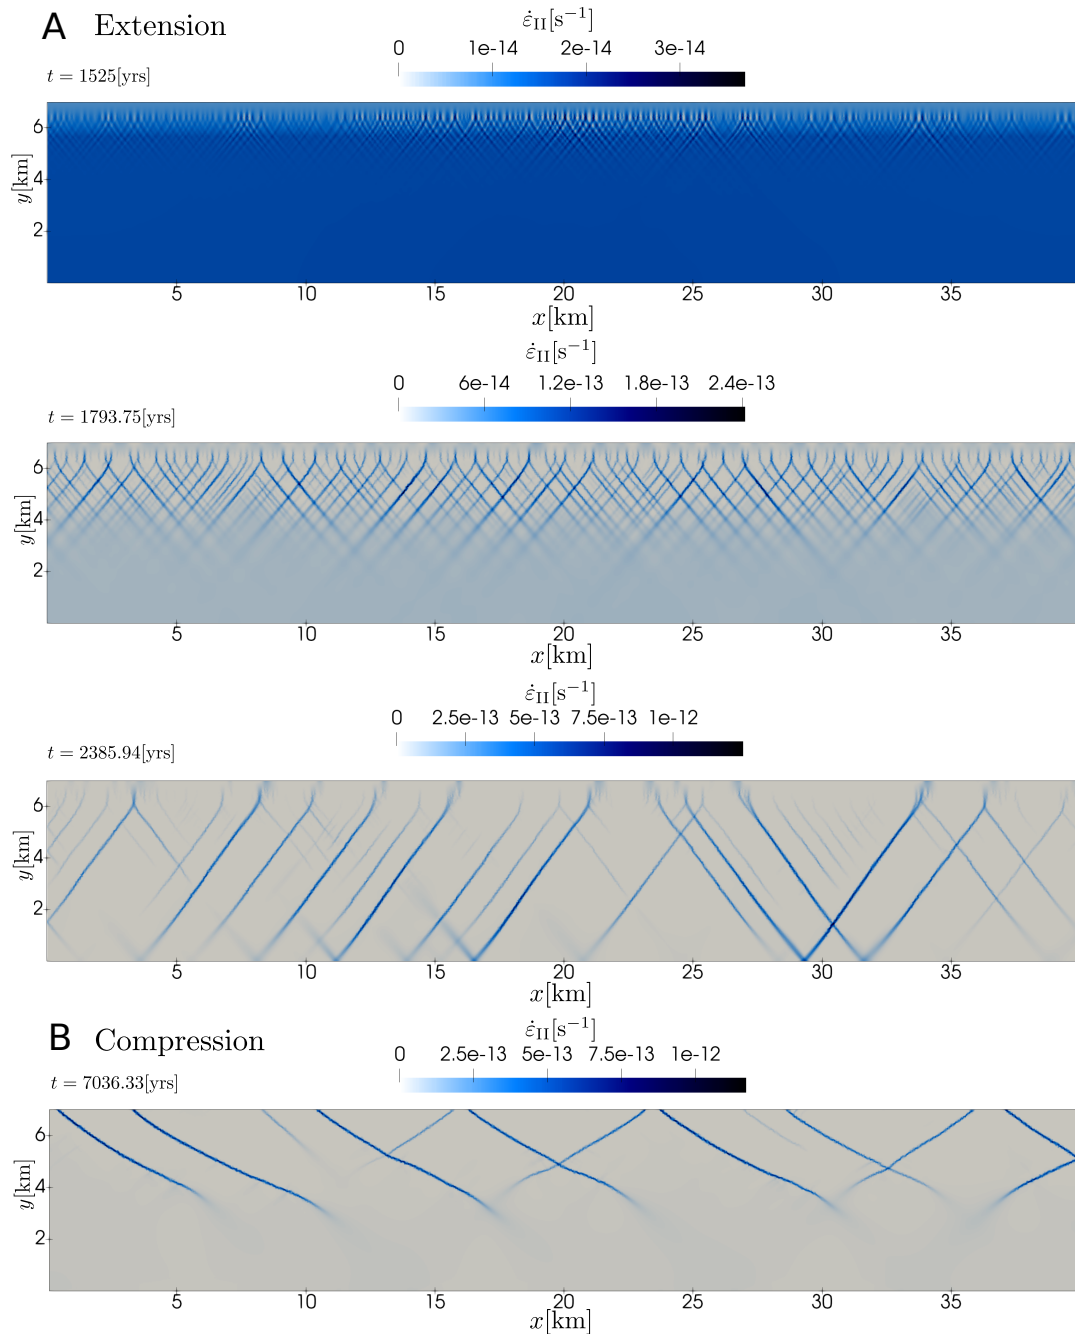 A Extension
ε̇II[s−1]
0 1e-14 2e-14 3e-14
t = 1525[yrs]
6
4
2
y[km]
5 10 15 20 25 30 35
x[km]
ε̇II[s−1]
0 6e-14 1.2e-13 1.8e-13 2.4e-13
t = 1793.75[yrs]
6
4
2
y[km]
5 10 15 20 25 30 35
x[km]
ε̇II[s−1]
0 2.5e-13 5e-13 7.5e-13 1e-12
t = 2385.94[yrs]
6
4
2
y[km]
5 10 15 20 25 30 35
x[km]
B Compression
ε̇II[s−1]
0 2.5e-13 5e-13 7.5e-13 1e-12
t = 7036.33[yrs]
6
4
2
y[km]
5 10 15 20 25 30 35
x[km]